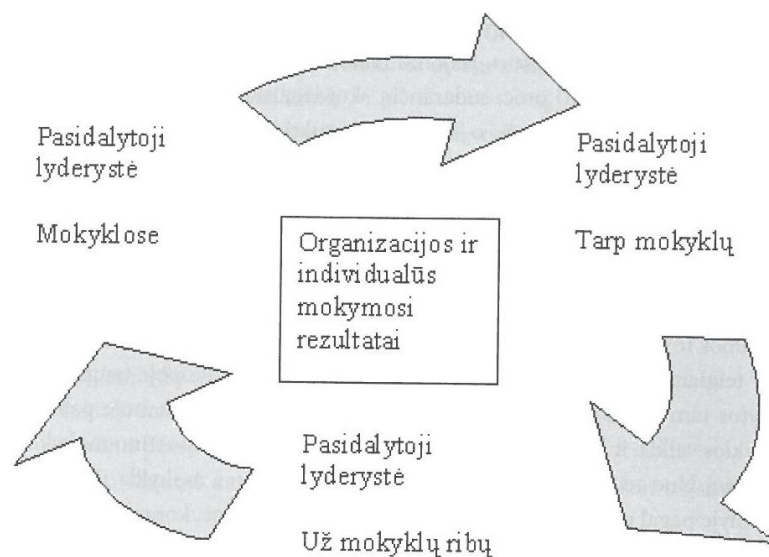 Pasidalytoji
lyderystė
Mokyklose
Pasidalytoji
lyderystė
Tarp mokyklų
Organizacijos ir
individualūs
mokymosi
rezultatai
Pasidalytoji
lyderystė
Už mokyklų ribų